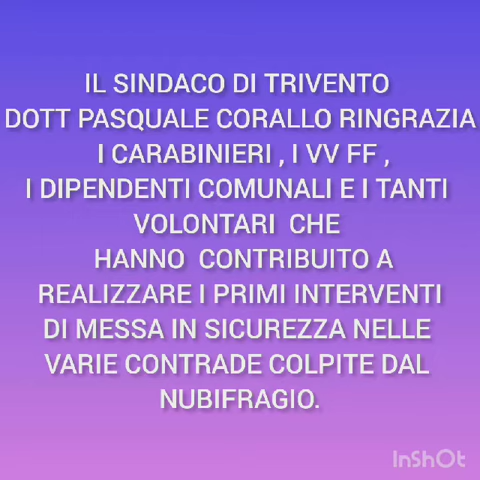 IL SINDACO DI TRIVENTO
DOTT PASQUALE CORALLO RINGRAZIA
I CARABINIERI , I VV FF ,
I DIPENDENTI COMUNALI E I TANTI
VOLONTARI CHE
HANNO CONTRIBUITO A
REALIZZARE I PRIMI INTERVENTI
DI MESSA IN SICUREZZA NELLE
VARIE CONTRADE COLPITE DAL
NUBIFRAGIO.
InShOt